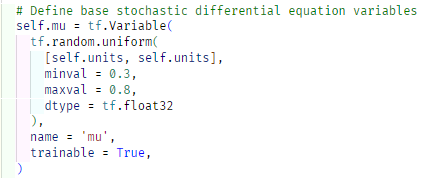 # Define base stochastic differential equation variables
self.mu = tf.Variable(
  tf.random.uniform(
    [self.units, self.units],
    minval = 0.3,
    maxval = 0.8,
    dtype = tf.float32
  ),
  name = 'mu',
  trainable = True,
)